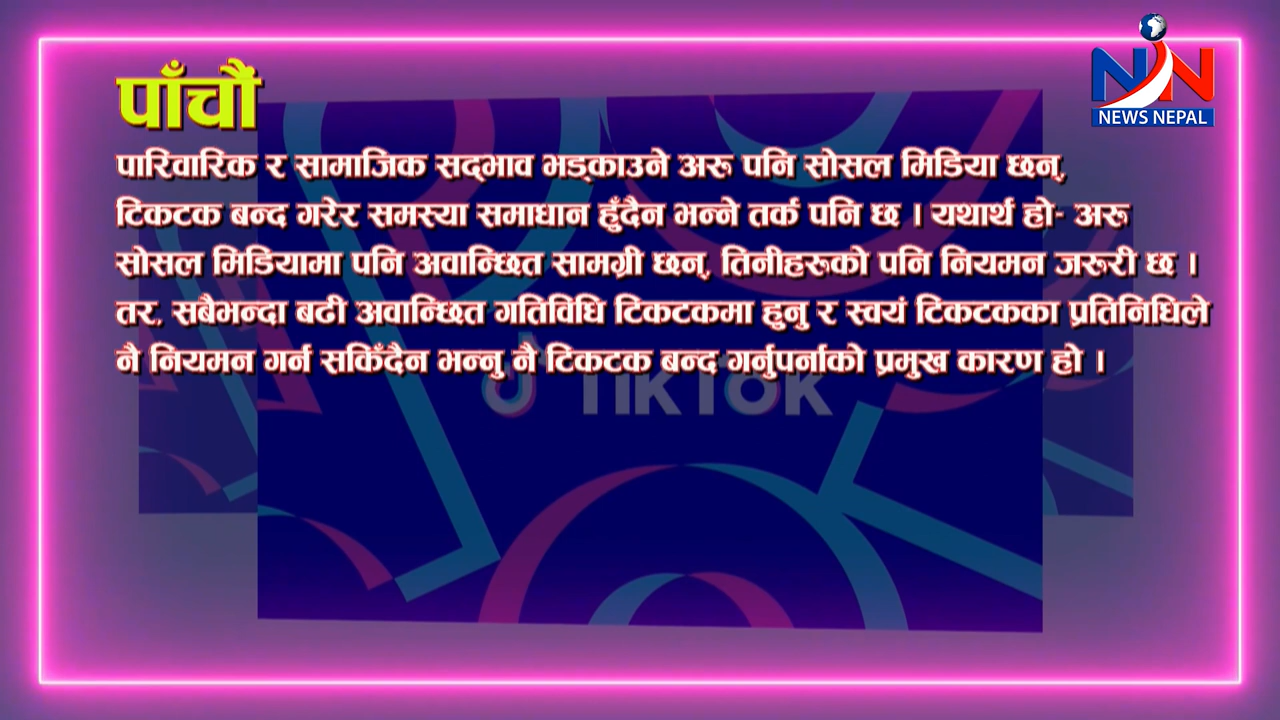 पाँचौं
NEWS NEPAL
पारिवारिक र सामाजिक सद्भाव भड्काउने अरू पनि सोसल मिडिया छन्,
टिकटक बन्द गरेर समस्या समाधान हुँदैन भन्ने तर्क पनि छ । यथार्थ हो- अरू
सोसल मिडियामा पनि अवान्छित सामग्री छन्, तिनीहरूको पनि नियमन जरूरी छ ।
तर, सबैभन्दा बढी अवान्छित गतिविधि टिकटकमा हुनु र स्वयं टिकटकका प्रतिनिधिले
नै नियमन गर्न सकिँदैन भन्नु नै टिकटक बन्द गर्नुपर्नाको प्रमुख कारण हो ।
TikTok